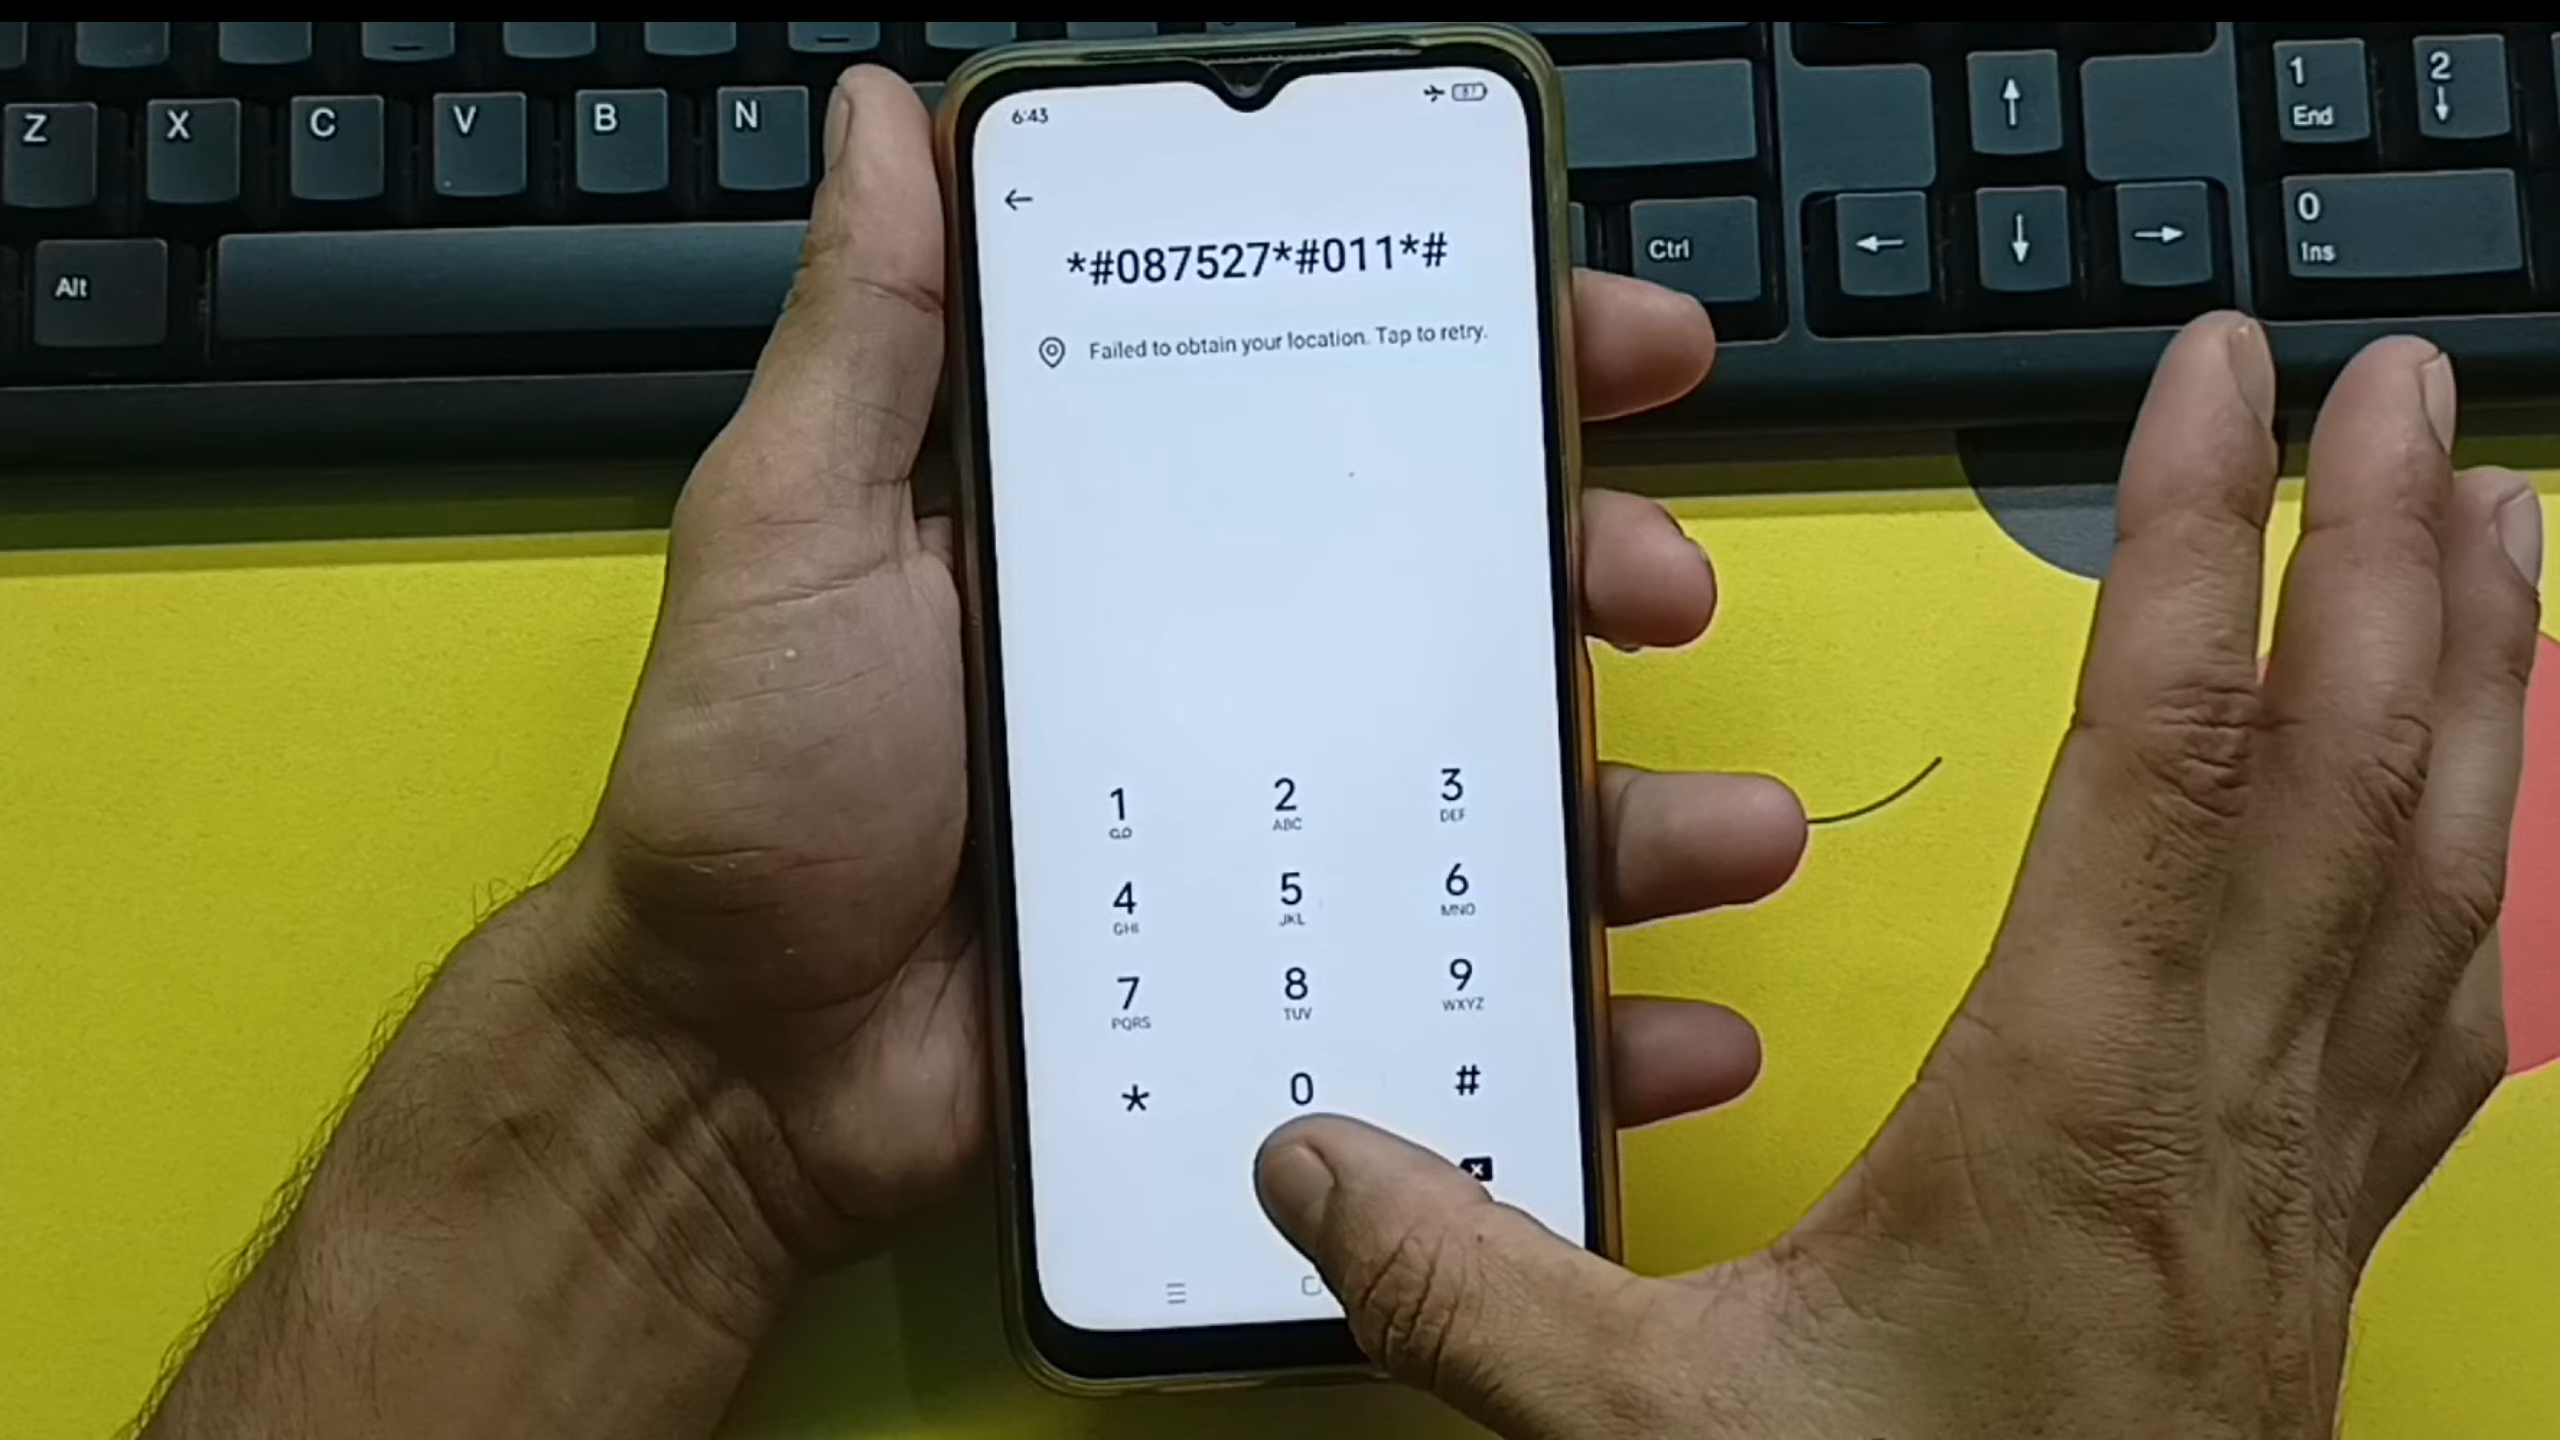 Z X C V B N
Alt
Ctrl
1
End
2
0
Ins
6:43
87
*#087527*#011*#
Failed to obtain your location. Tap to retry.
1 2 3
ABC DEF
4 5 6
GHI JKL MNO
7 8 9
PQRS TUV WXYZ
* 0 #